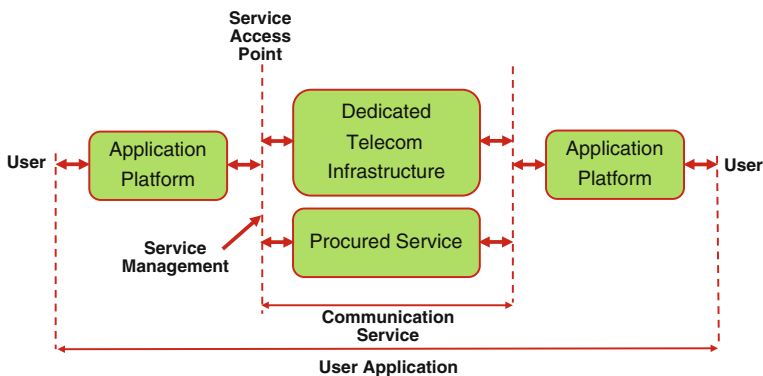 Service
Access
Point
Dedicated
Telecom
Infrastructure
User
Application
Platform
Application
Platform
User
Procured Service
Service
Management
Communication
Service
User Application